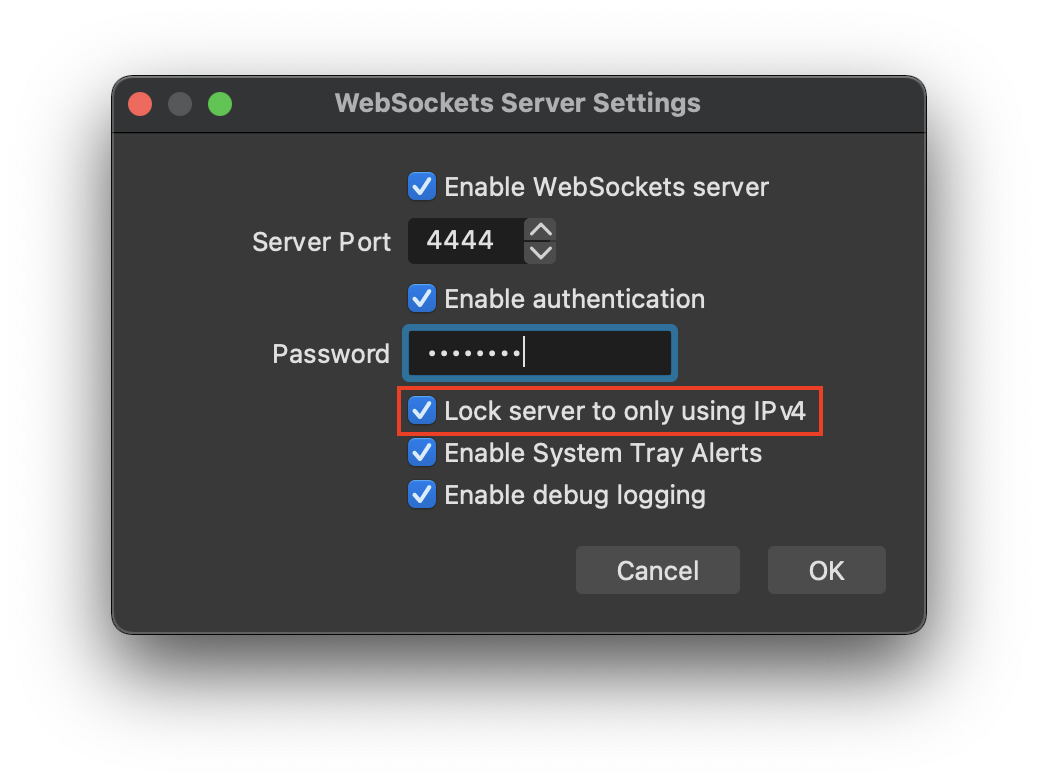 WebSockets Server Settings
Enable WebSockets server
Server Port 4444
Enable authentication
Password ••••••••
Lock server to only using IPv4
Enable System Tray Alerts
Enable debug logging
Cancel OK